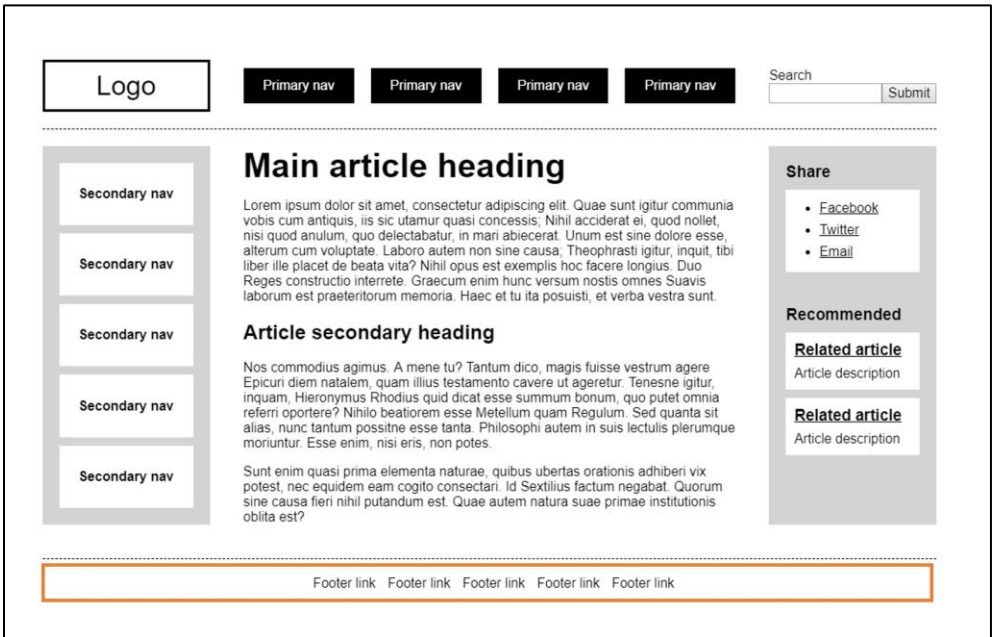 Logo
Primary nav
Primary nav
Primary nav
Primary nav
Search
Submit
Secondary nav
Secondary nav
Secondary nav
Secondary nav
Secondary nav
Main article heading
Lorem ipsum dolor sit amet, consectetur adipiscing elit. Quae sunt igitur communia
vobis cum antiquis, iis sic utamur quasi concessis; Nihil acciderat ei, quod nollet,
nisi quod anulum, quo delectabatur, in mari abiecerat. Unum est sine dolore esse,
alterum cum voluptate. Laboro autem non sine causa; Theophrasti igitur, inquit, tibi
liber ille placet de beata vita? Nihil opus est exemplis hoc facere longius. Duo
Reges constructio interrete. Graecum enim hunc versum nostis omnes Suavis
laborum est praeteritorum memoria. Haec et tu ita posuisti, et verba vestra sunt.
Article secondary heading
Nos commodius agimus. A mene tu? Tantum dico, magis fuisse vestrum agere
Epicuri diem natalem, quam illius testamento cavere ut ageretur. Tenesne igitur,
inquam, Hieronymus Rhodius quid dicat esse summum bonum, quo putet omnia
referri oportere? Nihilo beatiorem esse Metellum quam Regulum. Sed quanta sit
alias, nunc tantum possitne esse tanta. Philosophi autem in suis lectulis plerumque
moriuntur. Esse enim, nisi eris, non potes.
Sunt enim quasi prima elementa naturae, quibus ubertas orationis adhiberi vix
potest, nec equidem eam cogito consectari. Id Sextilius factum negabat. Quorum
sine causa fieri nihil putandum est. Quae autem natura suae primae institutionis
oblita est?
Share
• Facebook
• Twitter
• Email
Recommended
Related article
Article description
Related article
Article description
Footer link Footer link Footer link Footer link Footer link